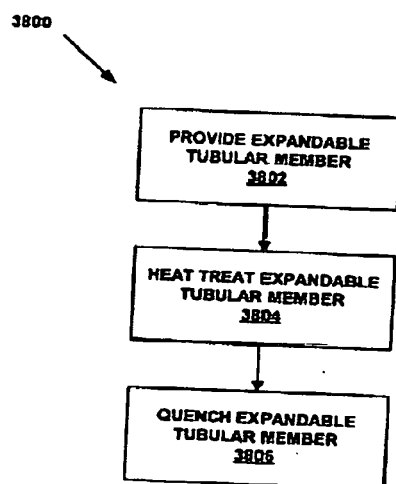 3800
PROVIDE EXPANDABLE
TUBULAR MEMBER
3802
HEAT TREAT EXPANDABLE
TUBULAR MEMBER
3804
QUENCH EXPANDABLE
TUBULAR MEMBER
3806